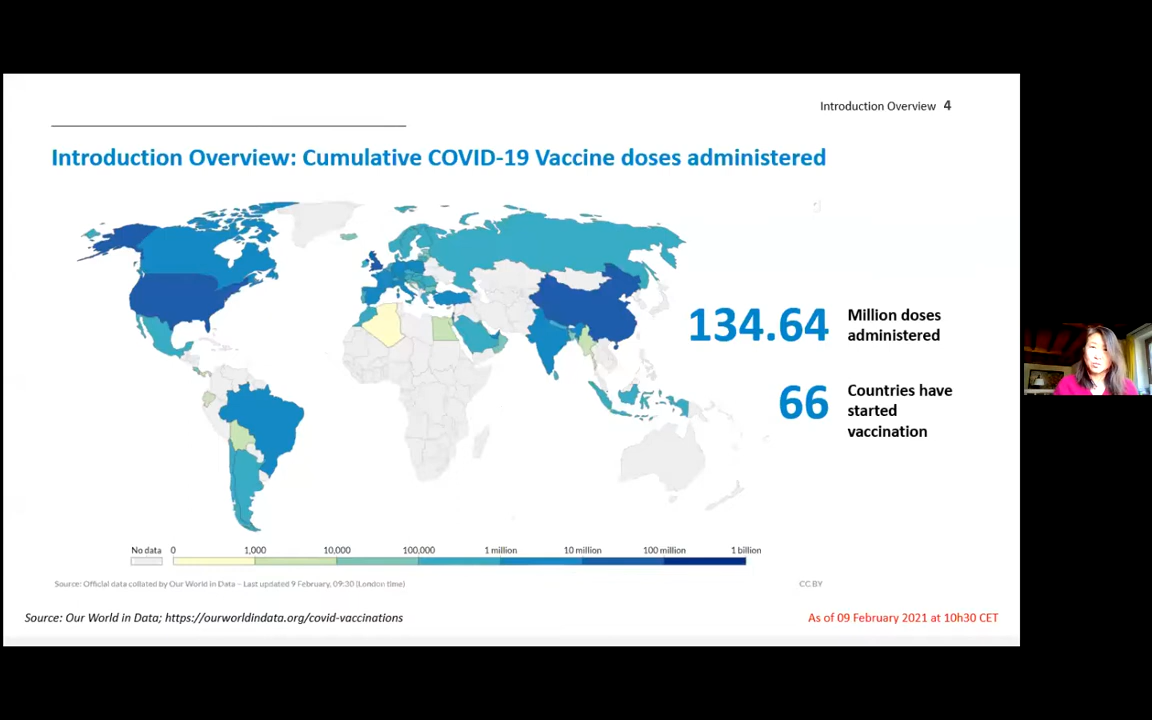 Introduction Overview 4
Introduction Overview: Cumulative COVID-19 Vaccine doses administered
134.64
Million doses
administered
66
Countries have
started
vaccination
No data 0 1,000 10,000 100,000 1 million 10 million 100 million 1 billion
Source: Official data collated by Our World in Data – Last updated 9 February, 09:30 (London time)
CC BY
Source: Our World in Data; https://ourworldindata.org/covid-vaccinations
As of 09 February 2021 at 10h30 CET